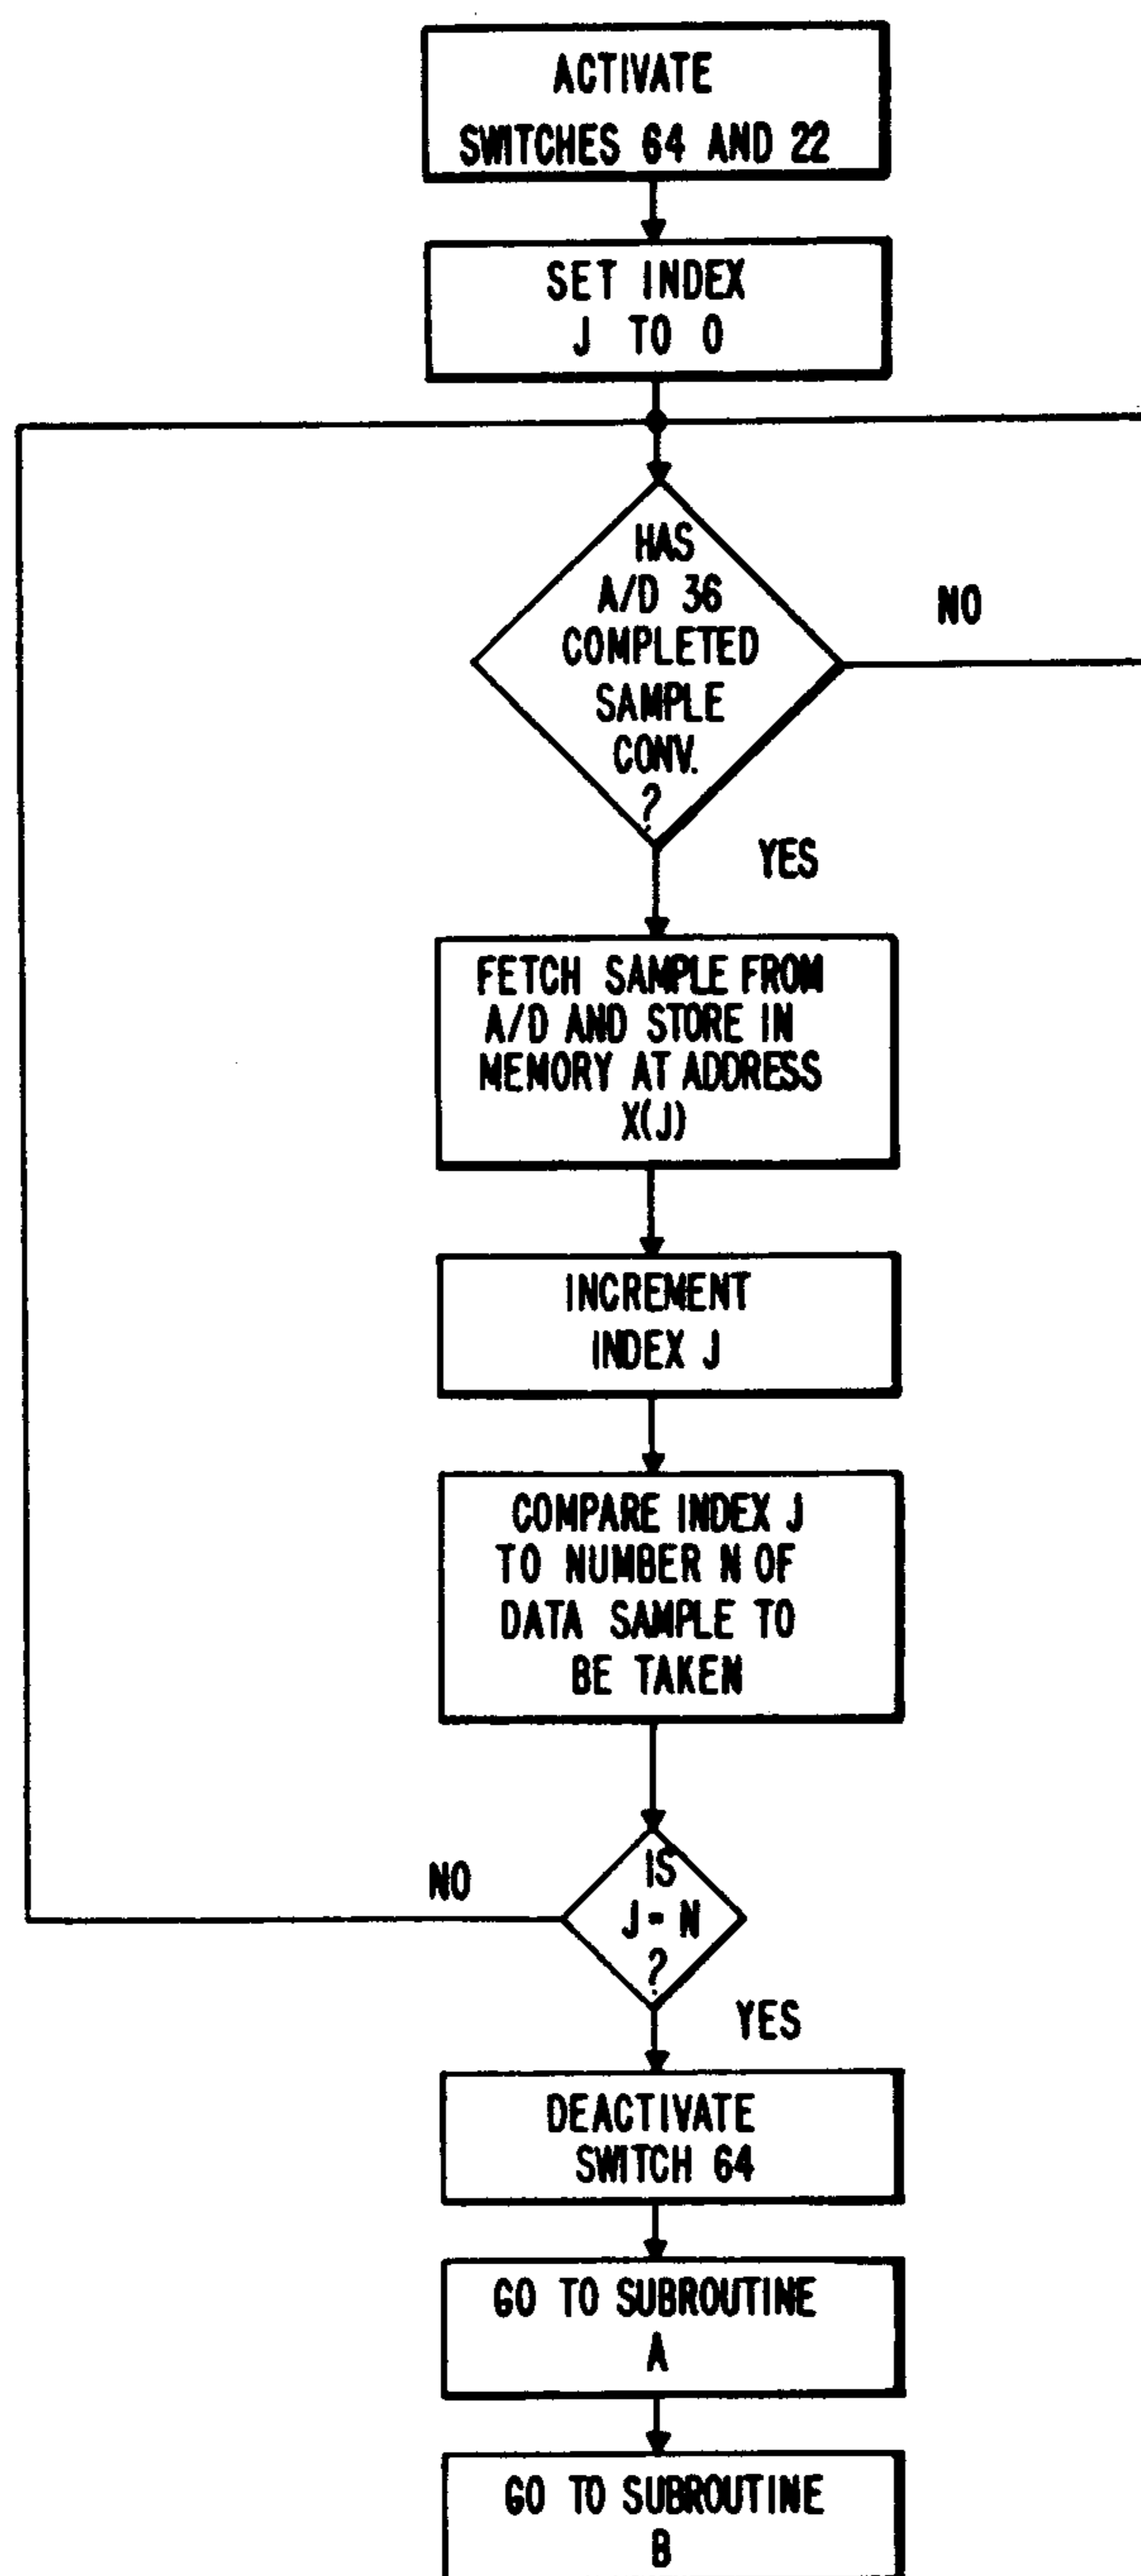 ACTIVATE
SWITCHES 64 AND 22
SET INDEX
J TO 0
HAS
A/D 36
COMPLETED
SAMPLE
CONV.
?
NO
YES
FETCH SAMPLE FROM
A/D AND STORE IN
MEMORY AT ADDRESS
X(J)
INCREMENT
INDEX J
COMPARE INDEX J
TO NUMBER N OF
DATA SAMPLE TO
BE TAKEN
IS
J = N
?
NO
YES
DEACTIVATE
SWITCH 64
GO TO SUBROUTINE
A
GO TO SUBROUTINE
B